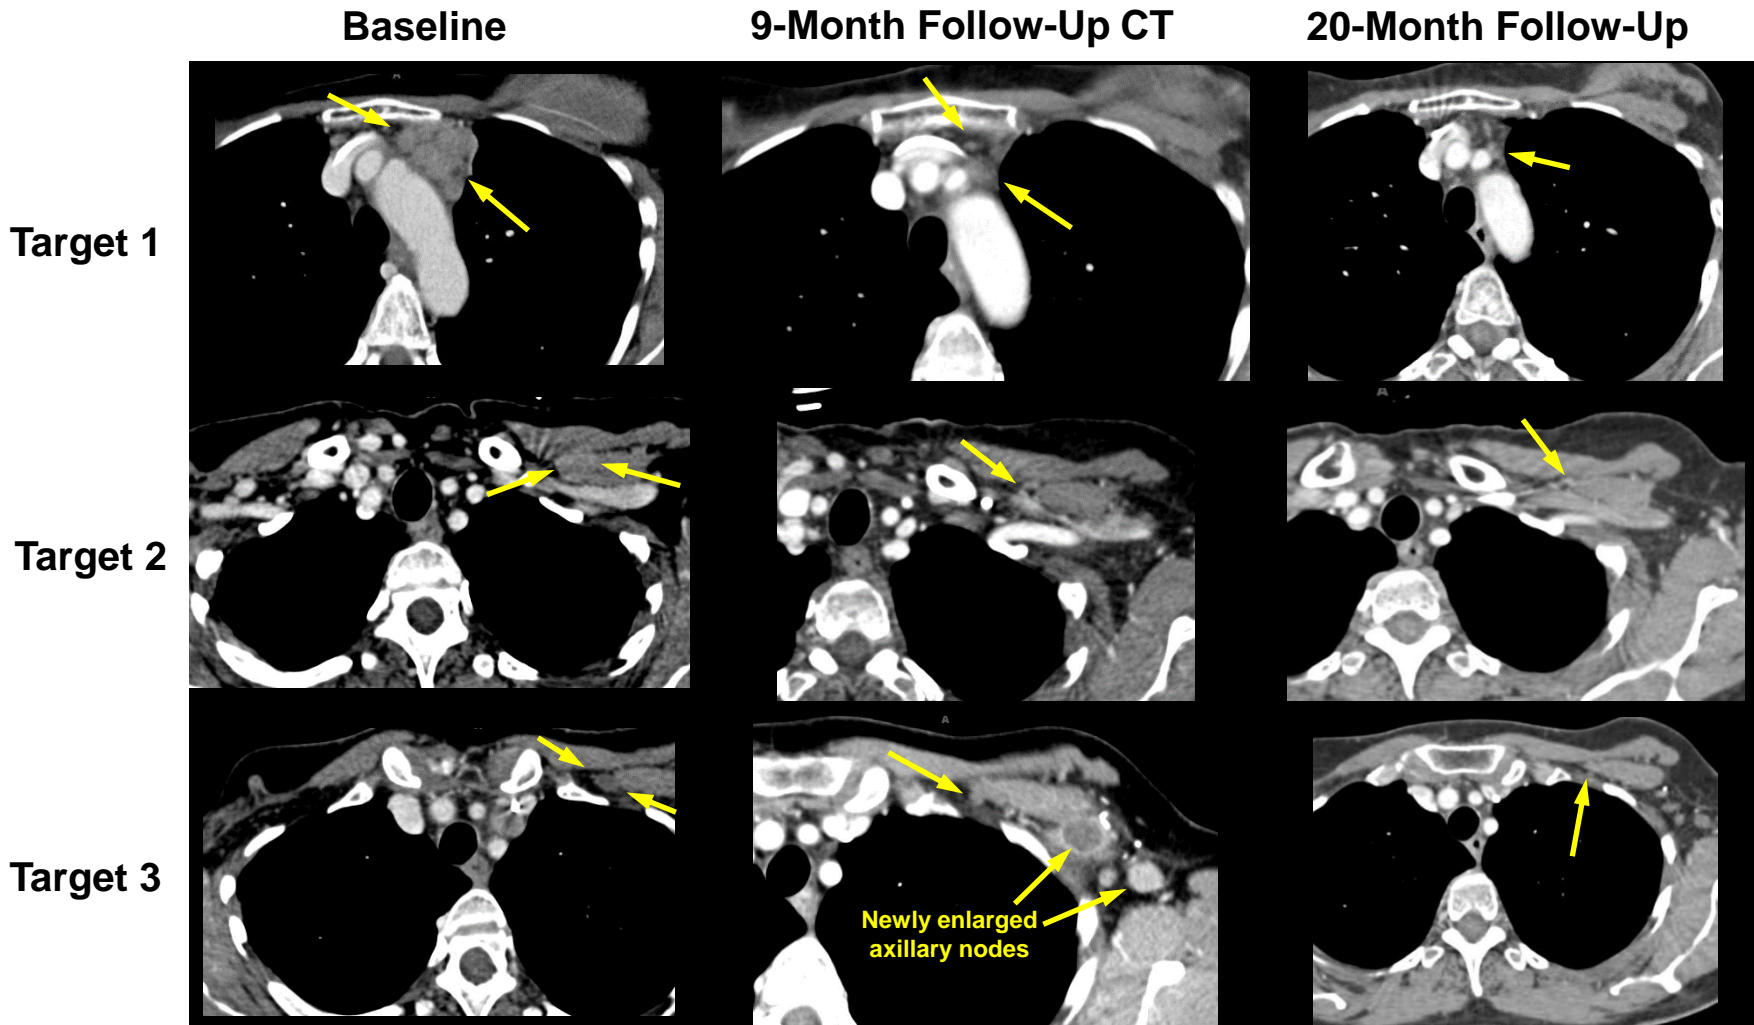 Baseline
9-Month Follow-Up CT
20-Month Follow-Up
A
Target 1
A
Target 2
A
Target 3
Newly enlarged
axillary nodes